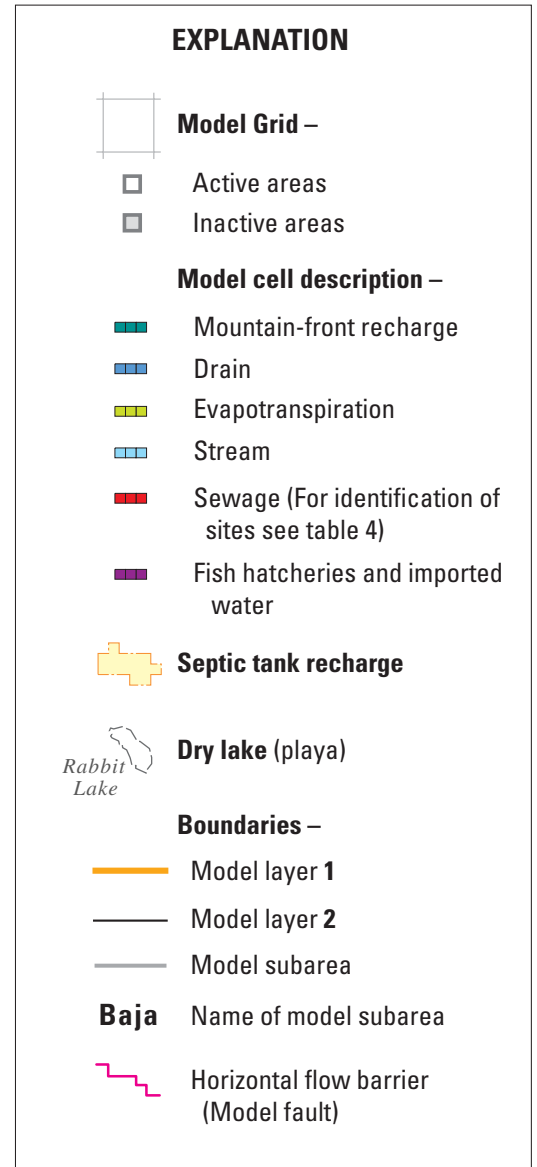 EXPLANATION
Model Grid –
Active areas
Inactive areas
Model cell description –
Mountain-front recharge
Drain
Evapotranspiration
Stream
Sewage (For identification of
sites see table 4)
Fish hatcheries and imported
water
Septic tank recharge
Rabbit
Lake
Dry lake (playa)
Boundaries –
Model layer 1
Model layer 2
Model subarea
Baja Name of model subarea
Horizontal flow barrier
(Model fault)